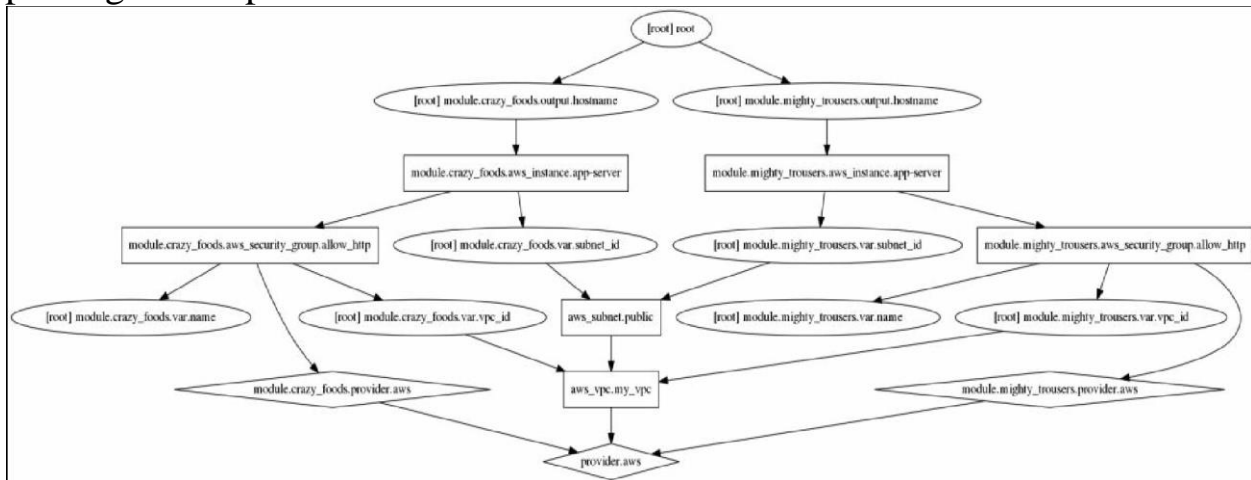 [root] root
[root] module.crazy_foods.output.hostname
[root] module.mighty_trousers.output.hostname
module.crazy_foods.aws_instance.app-server
module.mighty_trousers.aws_instance.app-server
module.crazy_foods.aws_security_group.allow_http
[root] module.crazy_foods.var.subnet_id
[root] module.mighty_trousers.var.subnet_id
module.mighty_trousers.aws_security_group.allow_http
[root] module.crazy_foods.var.name
[root] module.crazy_foods.var.vpc_id
aws_subnet.public
[root] module.mighty_trousers.var.name
[root] module.mighty_trousers.var.vpc_id
module.crazy_foods.provider.aws
aws_vpc.my_vpc
module.mighty_trousers.provider.aws
provider.aws